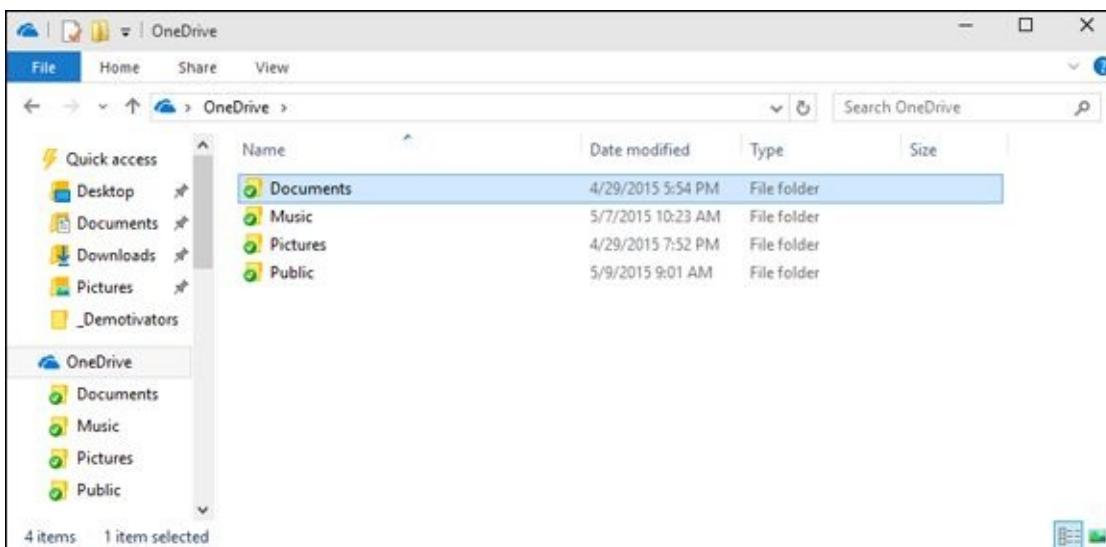 OneDrive
File Home Share View
OneDrive Search OneDrive
Quick access
Desktop
Documents
Downloads
Pictures
_Demotivators
OneDrive
Documents
Music
Pictures
Public
Name Date modified Type Size
Documents 4/29/2015 5:54 PM File folder
Music 5/7/2015 10:23 AM File folder
Pictures 4/29/2015 7:52 PM File folder
Public 5/9/2015 9:01 AM File folder
4 items 1 item selected